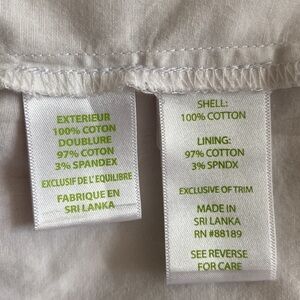 EXTERIEUR
100% COTON
DOUBLURE
97% COTON
3% SPANDEX
EXCLUSIF DE L'EQUILIBRE
FABRIQUE EN
SRI LANKA
SHELL:
100% COTTON
LINING:
97% COTTON
3% SPNDX
EXCLUSIVE OF TRIM
MADE IN
SRI LANKA
RN #88189
SEE REVERSE
FOR CARE